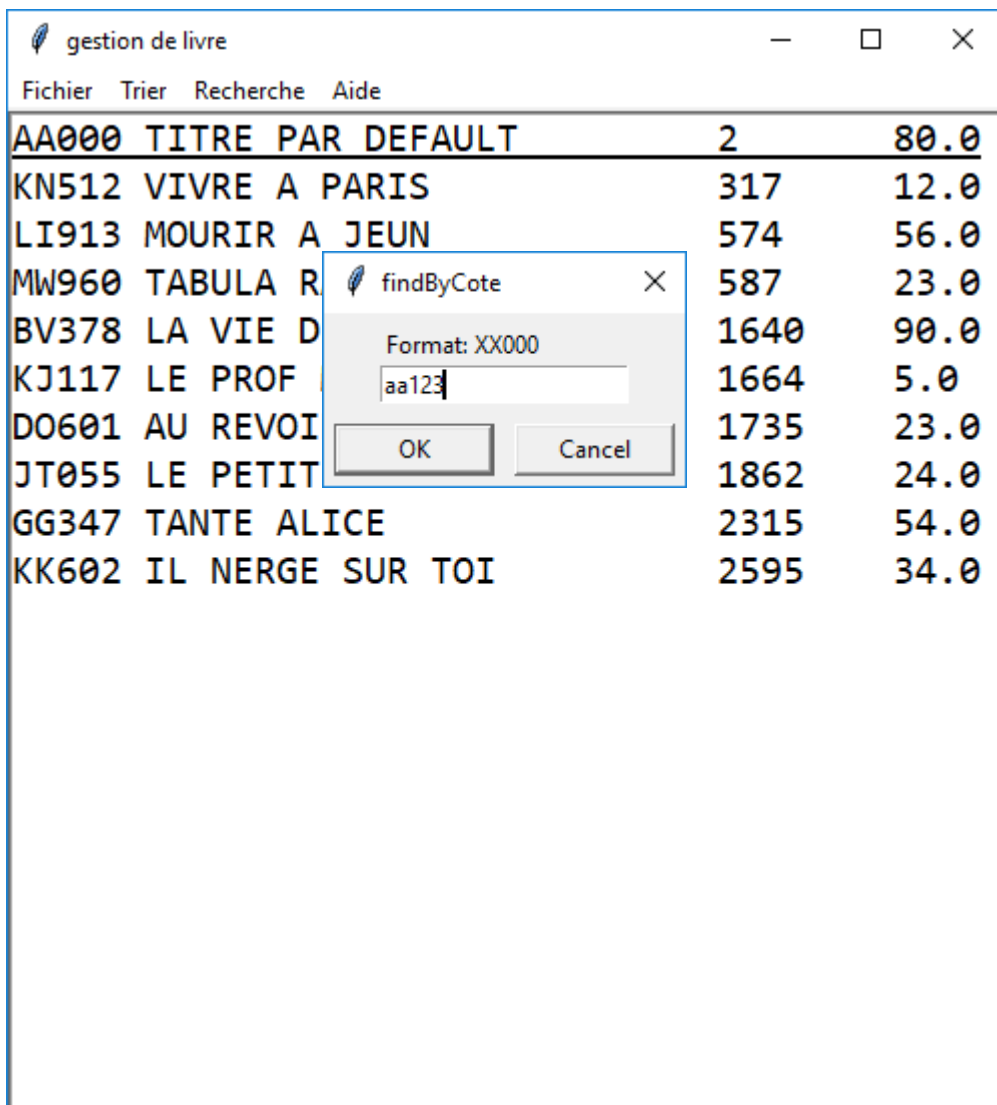 gestion de livre
Fichier Trier Recherche Aide
AA000 TITRE PAR DEFAULT 2 80.0
KN512 VIVRE A PARIS 317 12.0
LI913 MOURIR A JEUN 574 56.0
MW960 TABULA 587 23.0
BV378 LA VIE 1640 90.0
KJ117 LE PROF 1664 5.0
DO601 AU 1735 23.0
JT055 LE PETIT 1862 24.0
GG347 TANTE ALICE 2315 54.0
KK602 IL NERGE SUR TOI 2595 34.0
findByCote
Format: XX000
aa123
OK Cancel